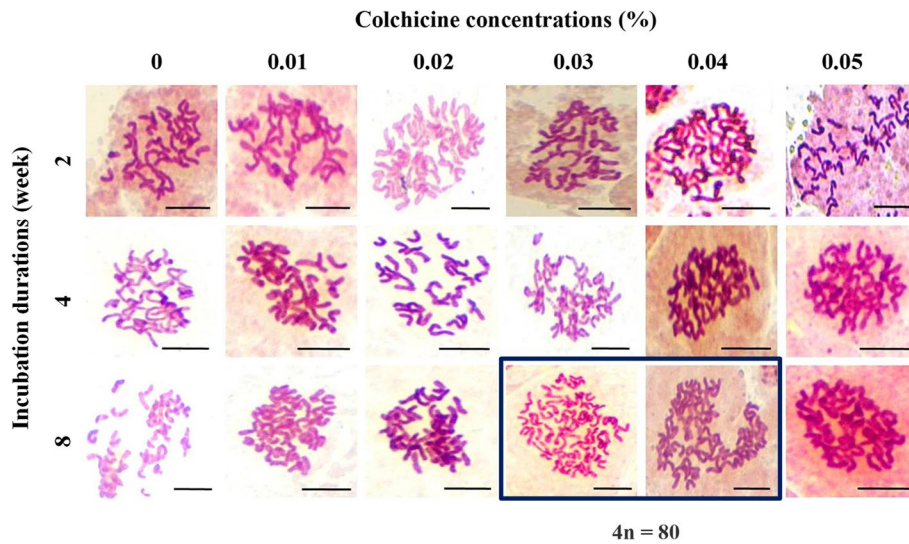 Colchicine concentrations (%)
0 0.01 0.02 0.03 0.04 0.05
Incubation durations (week)
2
4
8
4n = 80